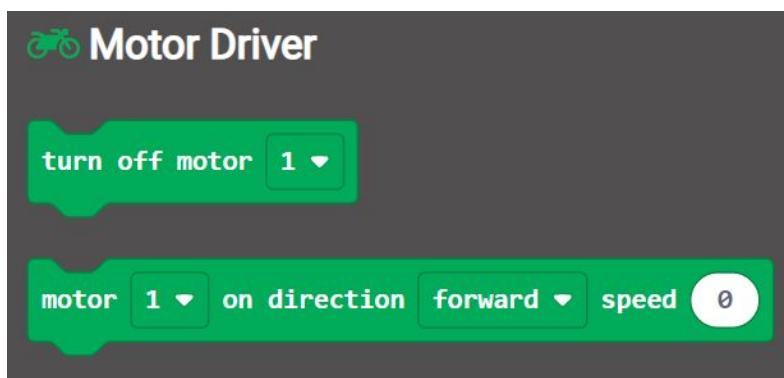 Motor Driver
turn off motor 1
motor 1 on direction forward speed 0